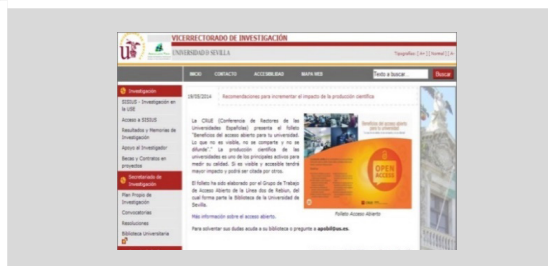 VICERRECTORADO DE INVESTIGACIÓN
UNIVERSIDAD DE SEVILLA
INICIO CONTACTO ACCESIBILIDAD MAPA WEB
Texto a buscar... Buscar
Investigación
SISIUS - Investigación en la USE
Acceso a SISIUS
Resultados y Memorias de Investigación
Apoyo al Investigador
Becas y Contratos en proyectos
Secretariado de Investigación
Plan Propio de Investigación
Convocatorias
Resoluciones
Biblioteca Universitaria
Recomendaciones para incrementar el impacto de la producción científica
La CRUE (Conferencia de Rectores de las
Universidades Españolas) presenta el folleto
"Beneficios del acceso abierto para tu universidad.
Lo que no es visible, no se comparte y no se
difunde". La producción científica de las
universidades es uno de los principales activos para
medir su calidad. Si es visible y accesible tendrá
mayor impacto y podrá ser citada por otros.
El folleto ha sido elaborado por el Grupo de Trabajo
de Acceso Abierto de la Línea dos de Rebiun, del
cual forma parte la Biblioteca de la Universidad de
Sevilla.
Más información sobre el acceso abierto.
Para solventar sus dudas acuda a su biblioteca o pregunte a
OPEN
ACCESS
Folleto Acceso Abierto